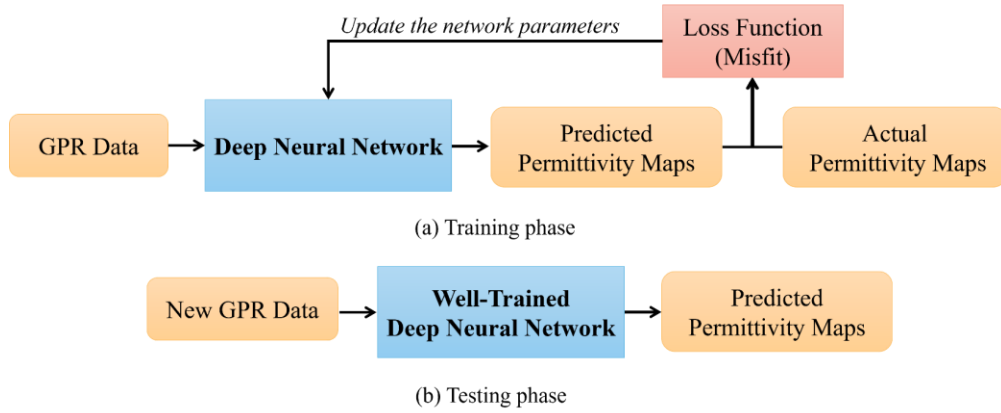 Update the network parameters
Loss Function
(Misfit)
GPR Data
Deep Neural Network
Predicted
Permittivity Maps
Actual
Permittivity Maps
(a) Training phase
New GPR Data
Well-Trained
Deep Neural Network
Predicted
Permittivity Maps
(b) Testing phase